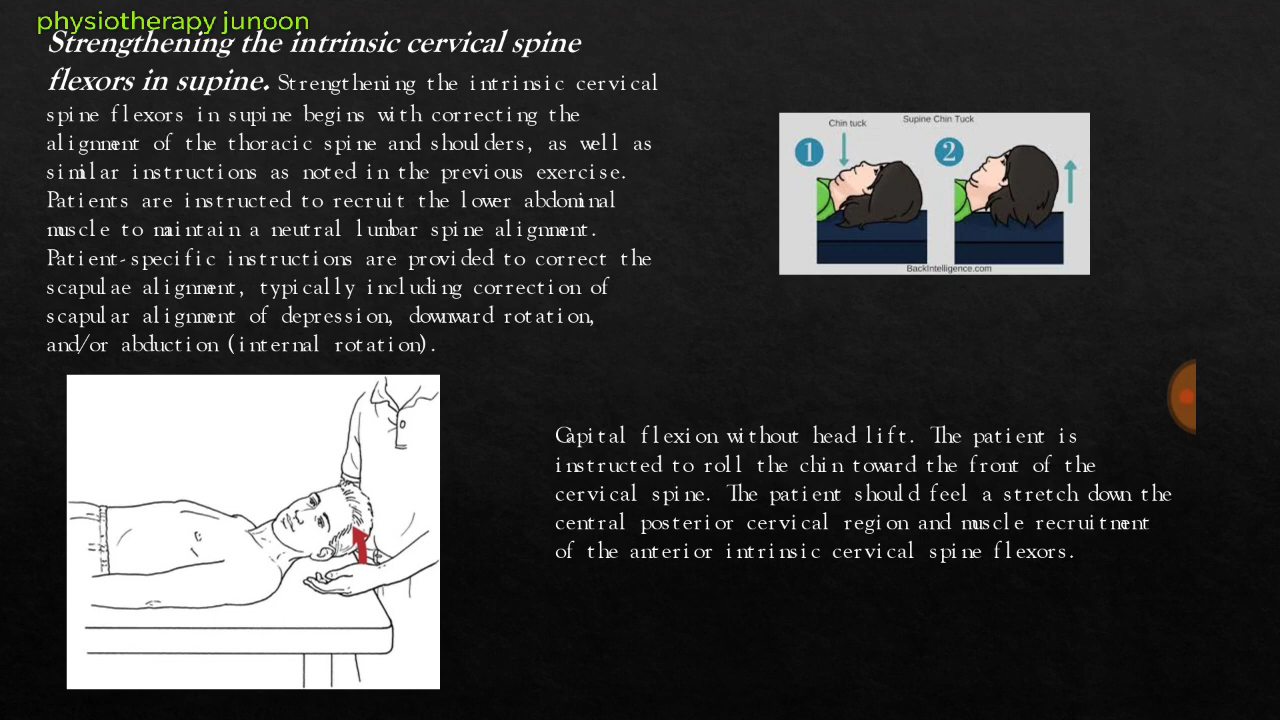 physiotherapy junoon
Strengthening the intrinsic cervical spine
flexors in supine. Strengthening the intrinsic cervical
spine flexors in supine begins with correcting the
alignment of the thoracic spine and shoulders, as well as
similar instructions as noted in the previous exercise.
Patients are instructed to recruit the lower abdominal
muscle to maintain a neutral lumbar spine alignment.
Patient-specific instructions are provided to correct the
scapulae alignment, typically including correction of
scapular alignment of depression, downward rotation,
and/or abduction (internal rotation).
Chin tuck
Supine Chin Tuck
1
2
BackIntelligence.com
Capital flexion without head lift. The patient is
instructed to roll the chin toward the front of the
cervical spine. The patient should feel a stretch down the
central posterior cervical region and muscle recruitment
of the anterior intrinsic cervical spine flexors.